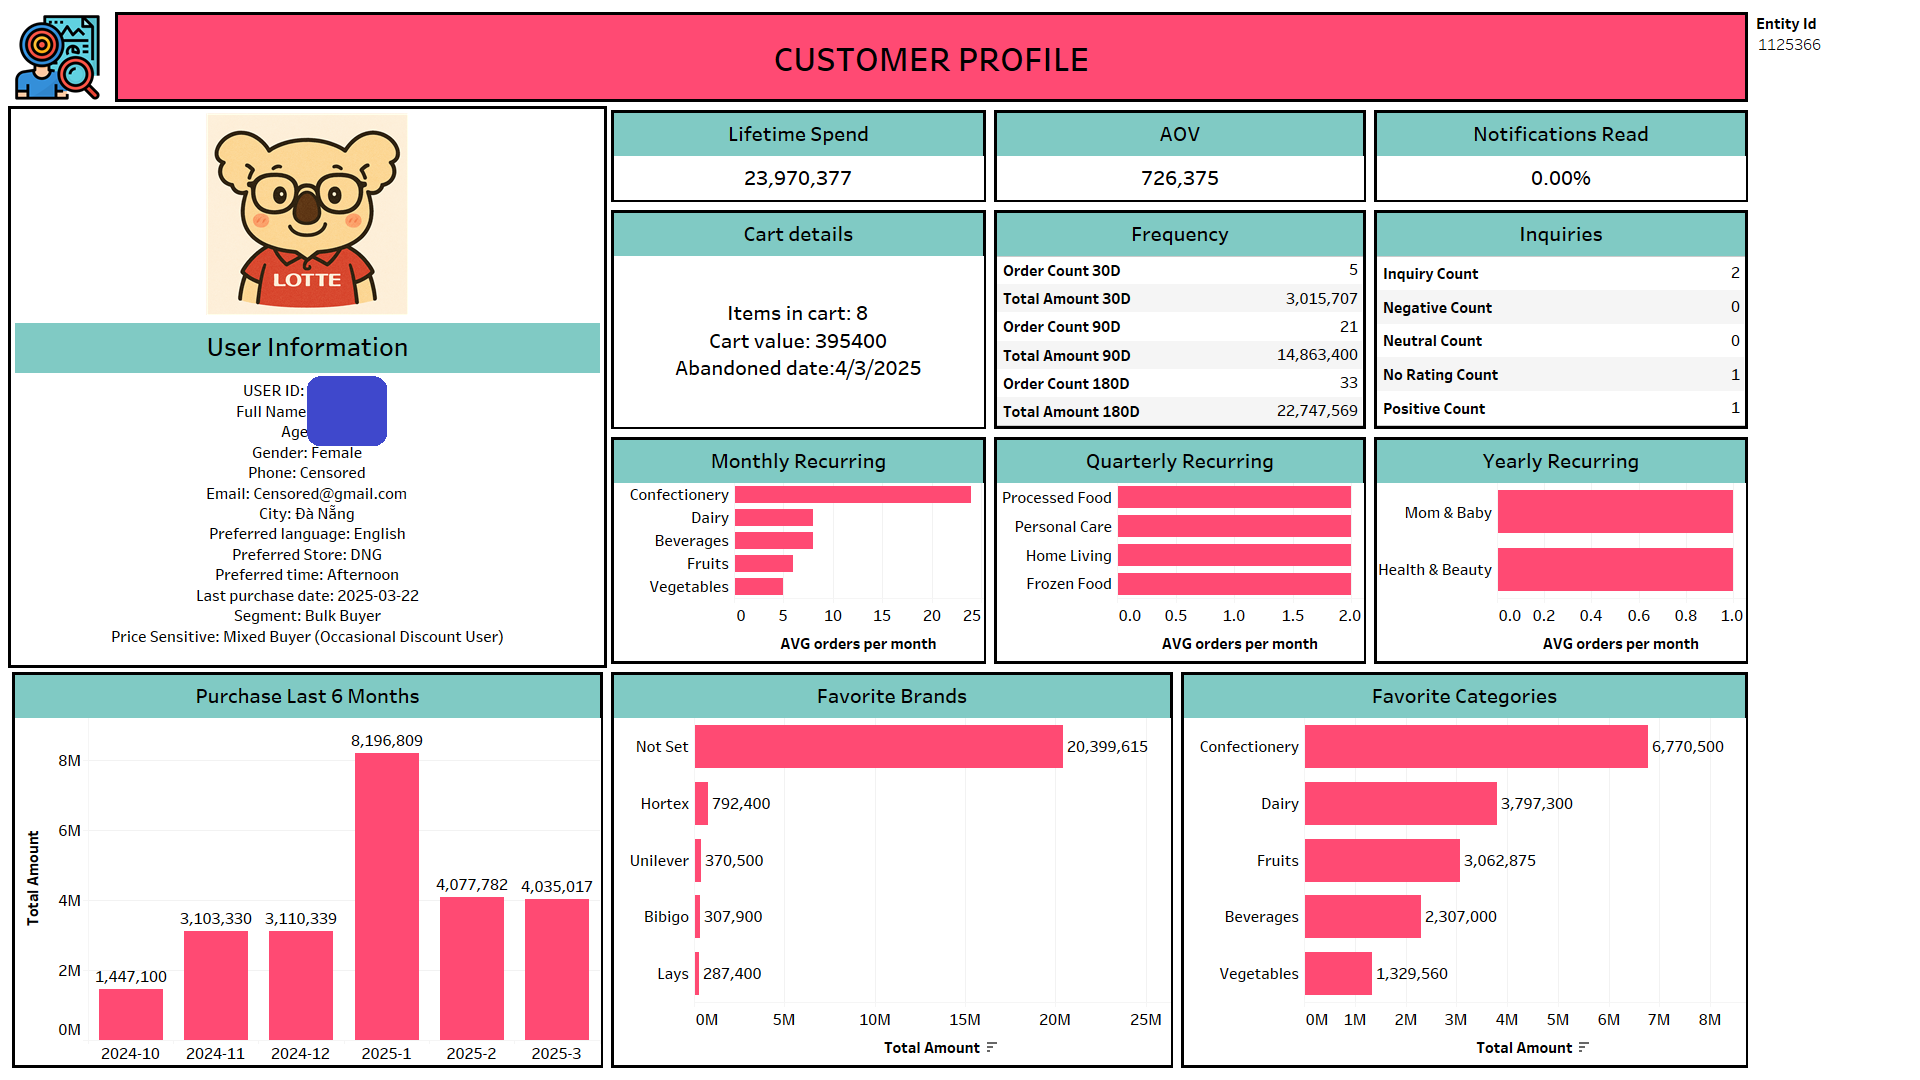 CUSTOMER PROFILE
Entity Id
1125366
LOTTE
User Information
USER ID:
Full Name
Age
Gender: Female
Phone: Censored
Email: Censored@gmail.com
City: Đà Nẵng
Preferred language: English
Preferred Store: DNG
Preferred time: Afternoon
Last purchase date: 2025-03-22
Segment: Bulk Buyer
Price Sensitive: Mixed Buyer (Occasional Discount User)
Lifetime Spend
23,970,377
AOV
726,375
Notifications Read
0.00%
Cart details
Items in cart: 8
Cart value: 395400
Abandoned date:4/3/2025
Frequency
Order Count 30D 5
Total Amount 30D 3,015,707
Order Count 90D 21
Total Amount 90D 14,863,400
Order Count 180D 33
Total Amount 180D 22,747,569
Inquiries
Inquiry Count 2
Negative Count 0
Neutral Count 0
No Rating Count 1
Positive Count 1
Monthly Recurring
Confectionery
Dairy
Beverages
Fruits
Vegetables
0 5 10 15 20 25
AVG orders per month
Quarterly Recurring
Processed Food
Personal Care
Home Living
Frozen Food
0.0 0.5 1.0 1.5 2.0
AVG orders per month
Yearly Recurring
Mom & Baby
Health & Beauty
0.0 0.2 0.4 0.6 0.8 1.0
AVG orders per month
Purchase Last 6 Months
Total Amount
8M
6M
4M
2M
0M
1,447,100
3,103,330
3,110,339
8,196,809
4,077,782
4,035,017
2024-10 2024-11 2024-12 2025-1 2025-2 2025-3
Favorite Brands
Not Set 20,399,615
Hortex 792,400
Unilever 370,500
Bibigo 307,900
Lays 287,400
0M 5M 10M 15M 20M 25M
Total Amount
Favorite Categories
Confectionery 6,770,500
Dairy 3,797,300
Fruits 3,062,875
Beverages 2,307,000
Vegetables 1,329,560
0M 1M 2M 3M 4M 5M 6M 7M 8M
Total Amount